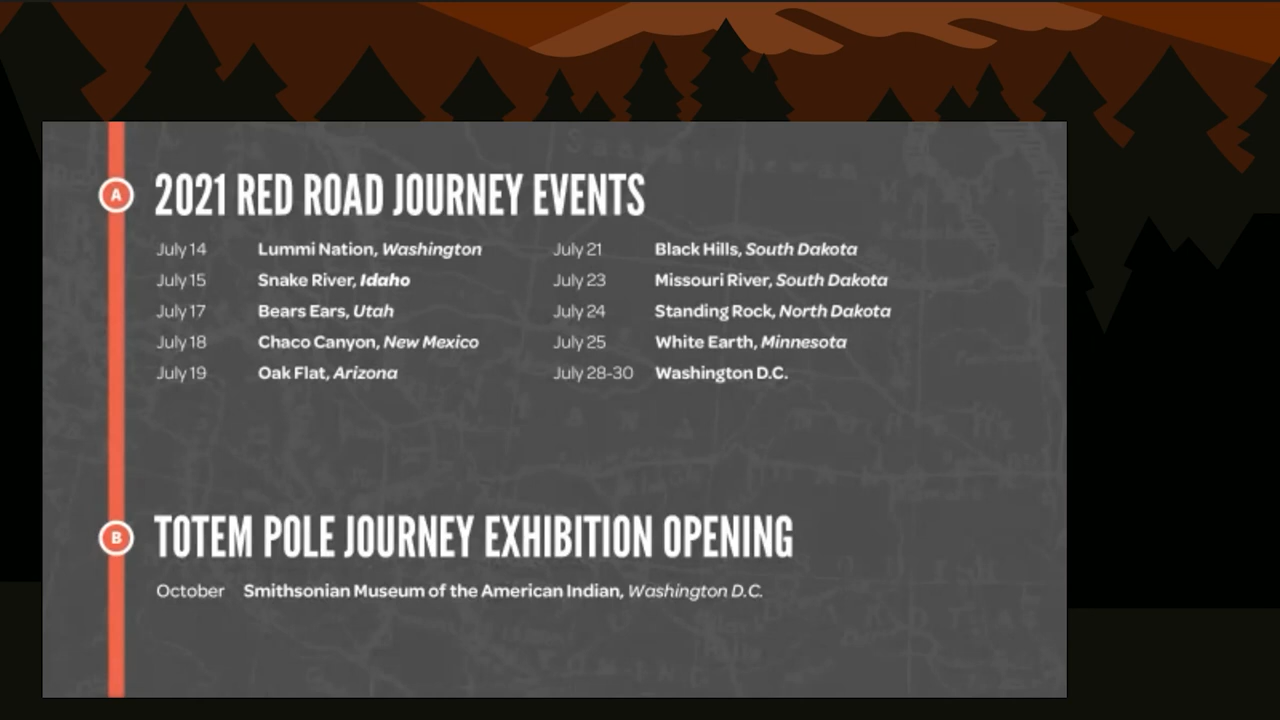 A
2021 RED ROAD JOURNEY EVENTS
July 14 Lummi Nation, Washington
July 15 Snake River, Idaho
July 17 Bears Ears, Utah
July 18 Chaco Canyon, New Mexico
July 19 Oak Flat, Arizona
July 21 Black Hills, South Dakota
July 23 Missouri River, South Dakota
July 24 Standing Rock, North Dakota
July 25 White Earth, Minnesota
July 28-30 Washington D.C.
B
TOTEM POLE JOURNEY EXHIBITION OPENING
October Smithsonian Museum of the American Indian, Washington D.C.